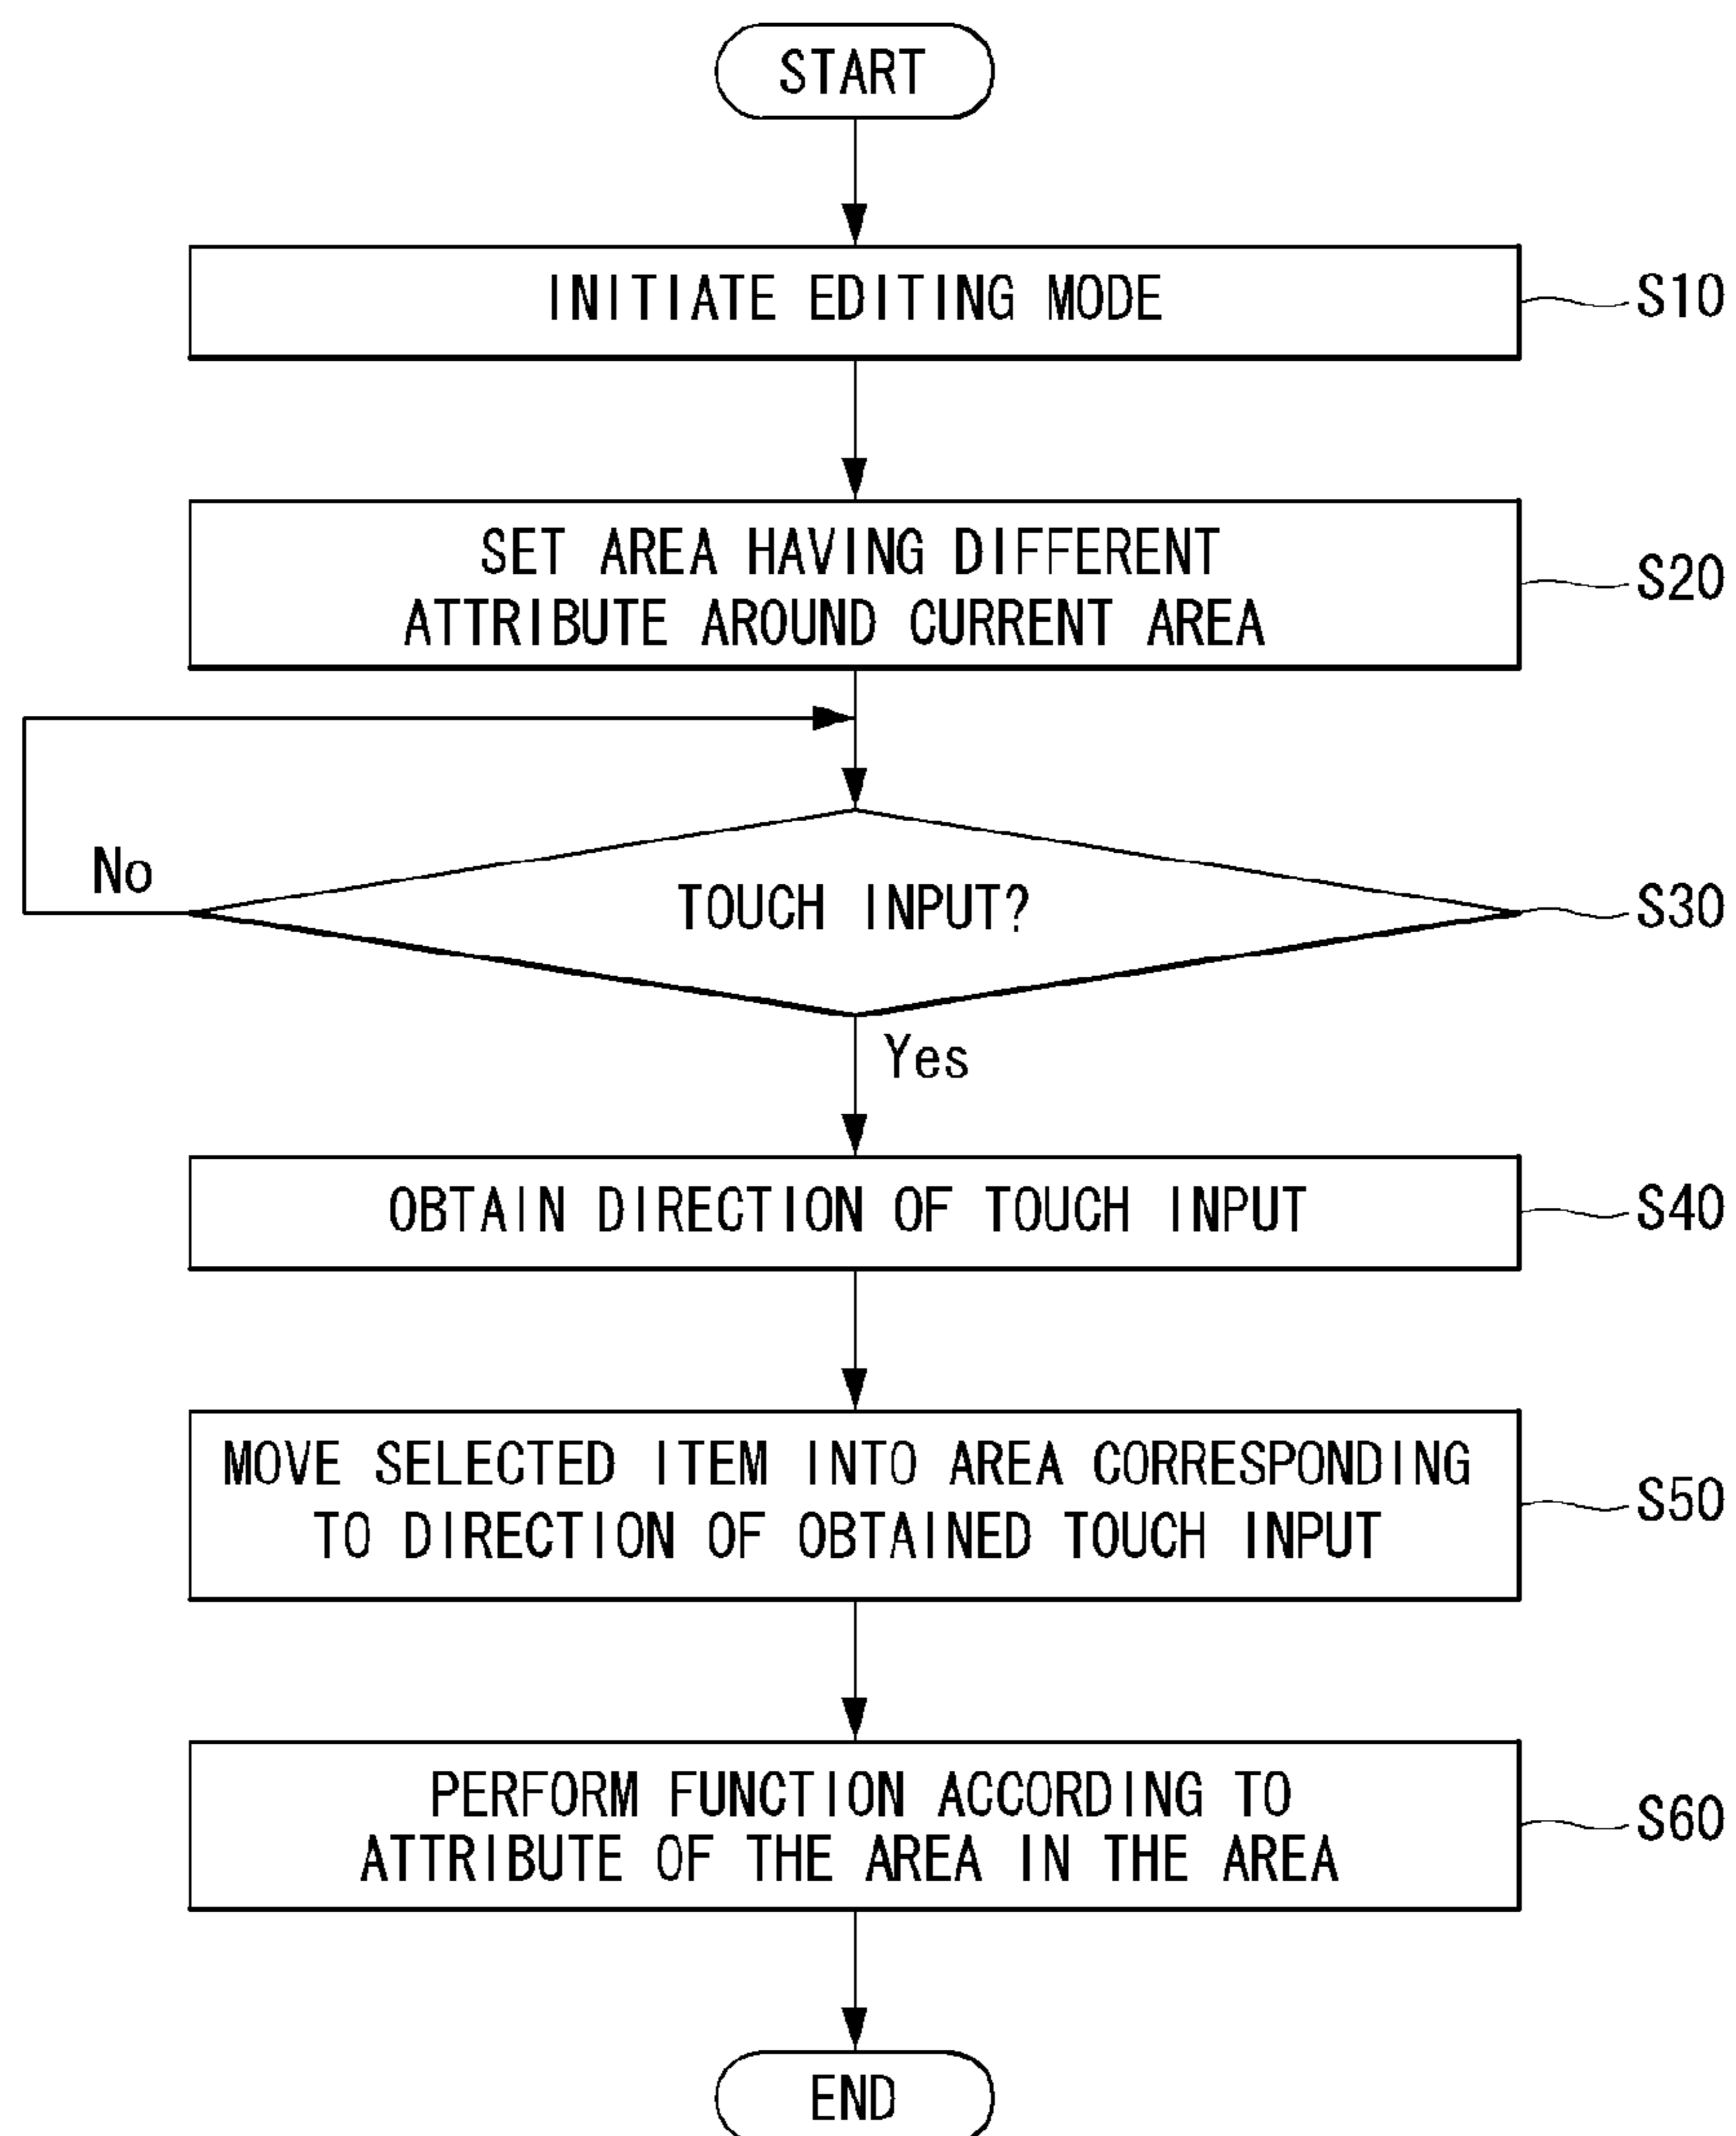 START
INITIATE EDITING MODE
S10
SET AREA HAVING DIFFERENT
ATTRIBUTE AROUND CURRENT AREA
S20
No
TOUCH INPUT?
S30
Yes
OBTAIN DIRECTION OF TOUCH INPUT
S40
MOVE SELECTED ITEM INTO AREA CORRESPONDING
TO DIRECTION OF OBTAINED TOUCH INPUT
S50
PERFORM FUNCTION ACCORDING TO
ATTRIBUTE OF THE AREA IN THE AREA
S60
END